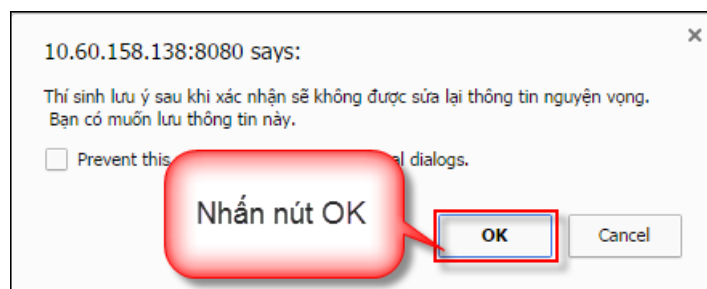 10.60.158.138:8080 says:
Thí sinh lưu ý sau khi xác nhận sẽ không được sửa lại thông tin nguyện vọng.
Bạn có muốn lưu thông tin này.
Prevent this al dialogs.
Nhấn nút OK
OK Cancel